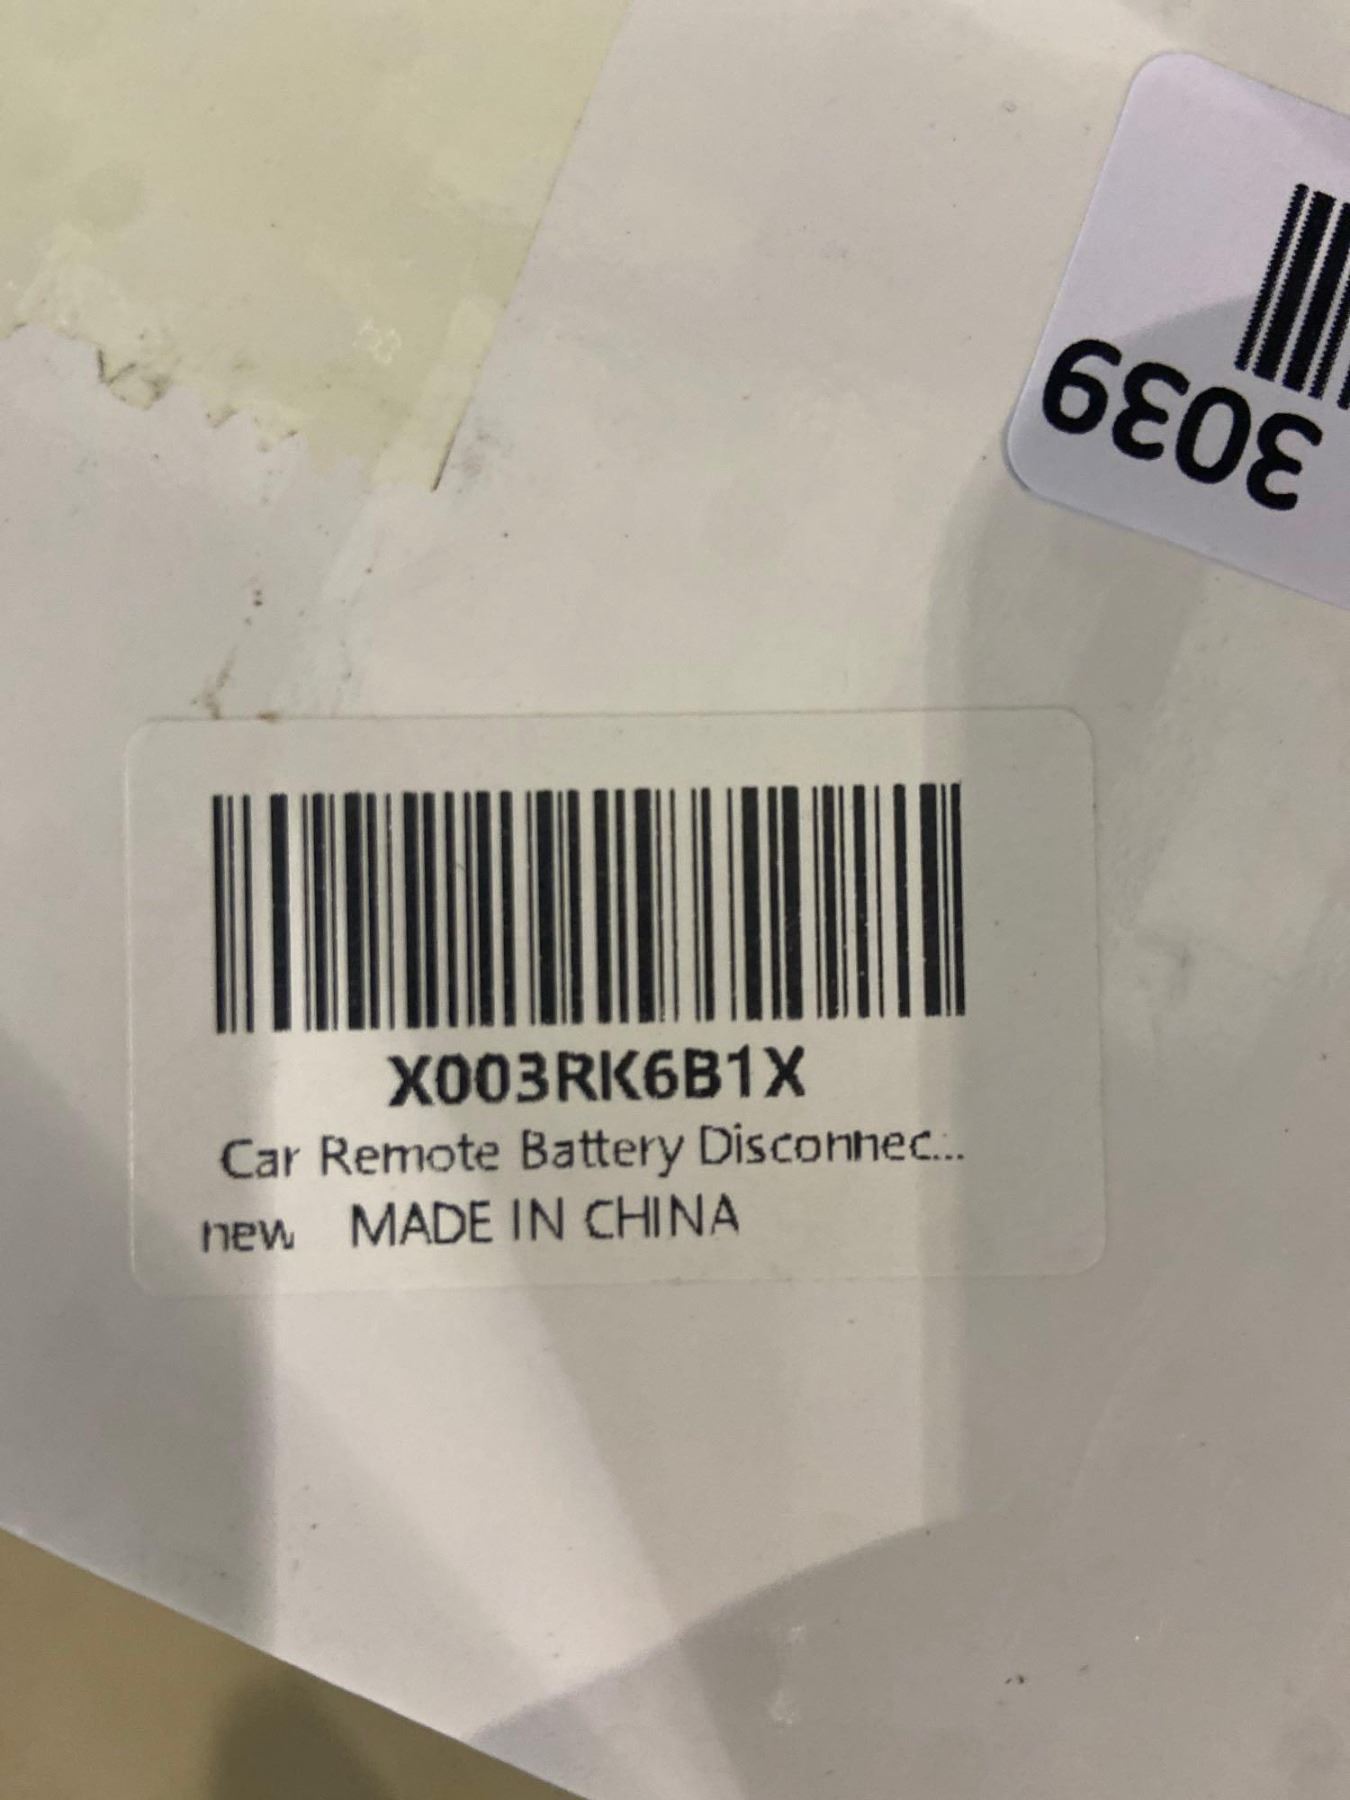 3039
X003RK6B1X
Car Remote Battery Disconnec...
new MADE IN CHINA